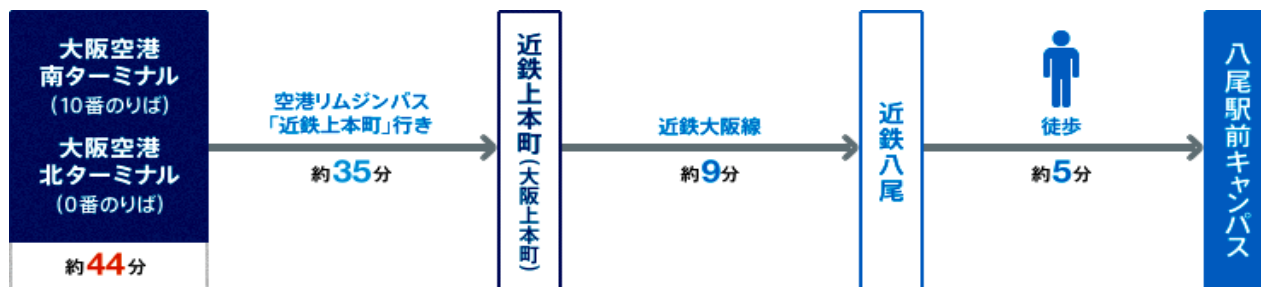 大阪空港
南ターミナル
(10番のりば)
大阪空港
北ターミナル
(0番のりば)
約44分
空港リムジンバス
「近鉄上本町」行き
約35分
近鉄上本町(大阪上本町)
近鉄大阪線
約9分
近鉄八尾
徒歩
約5分
八尾駅前キャンパス